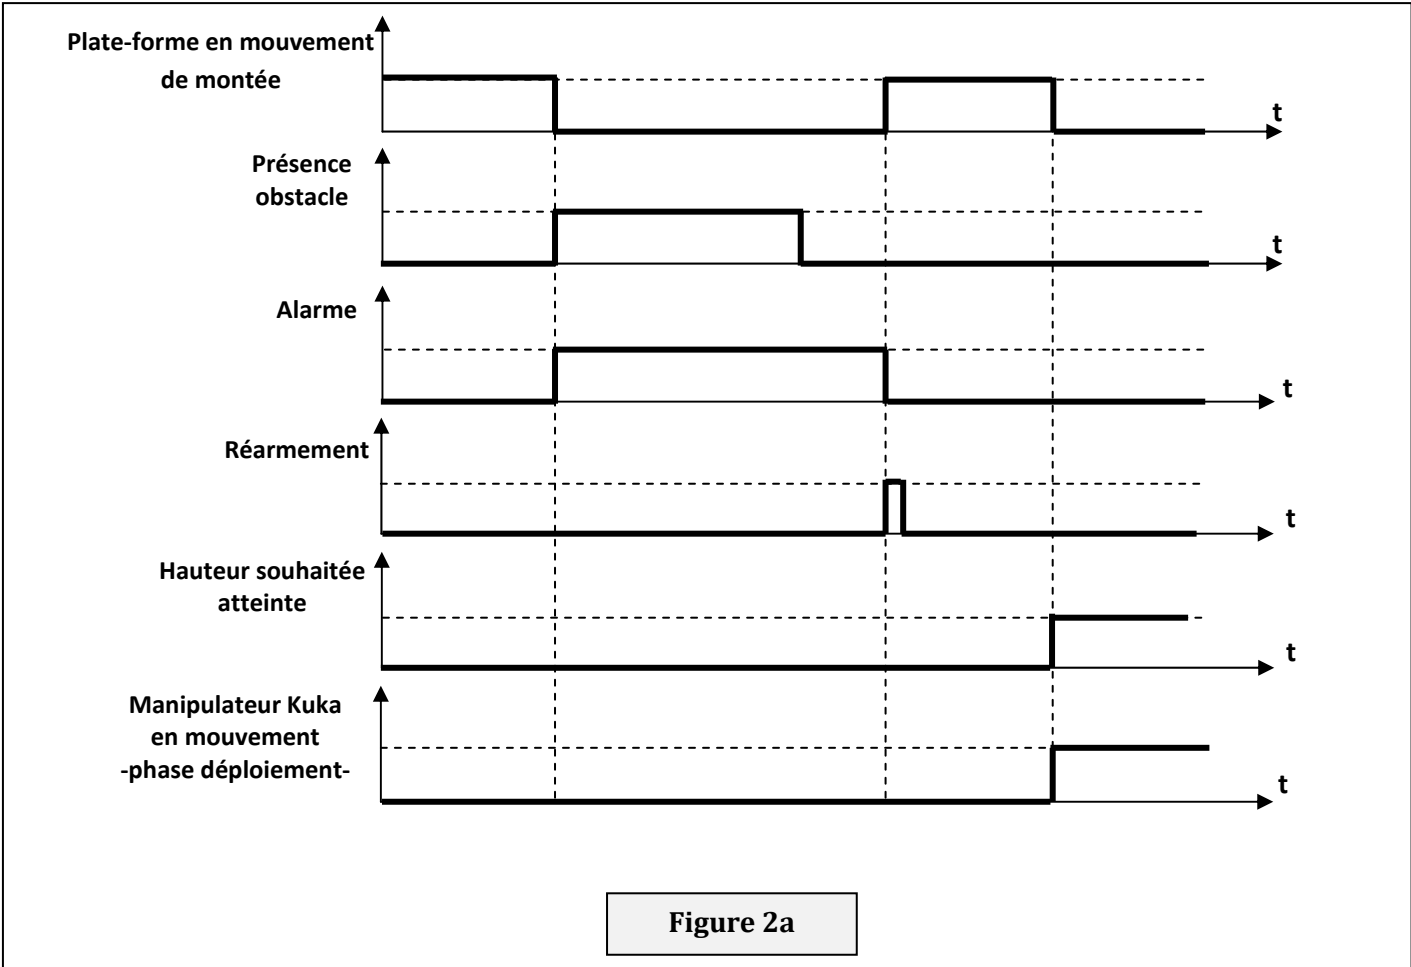 Plate-forme en mouvement
de montée
t
Présence
obstacle
t
Alarme
t
Réarmement
t
Hauteur souhaitée
atteinte
t
Manipulateur Kuka
en mouvement
-phase déploiement-
t
Figure 2a